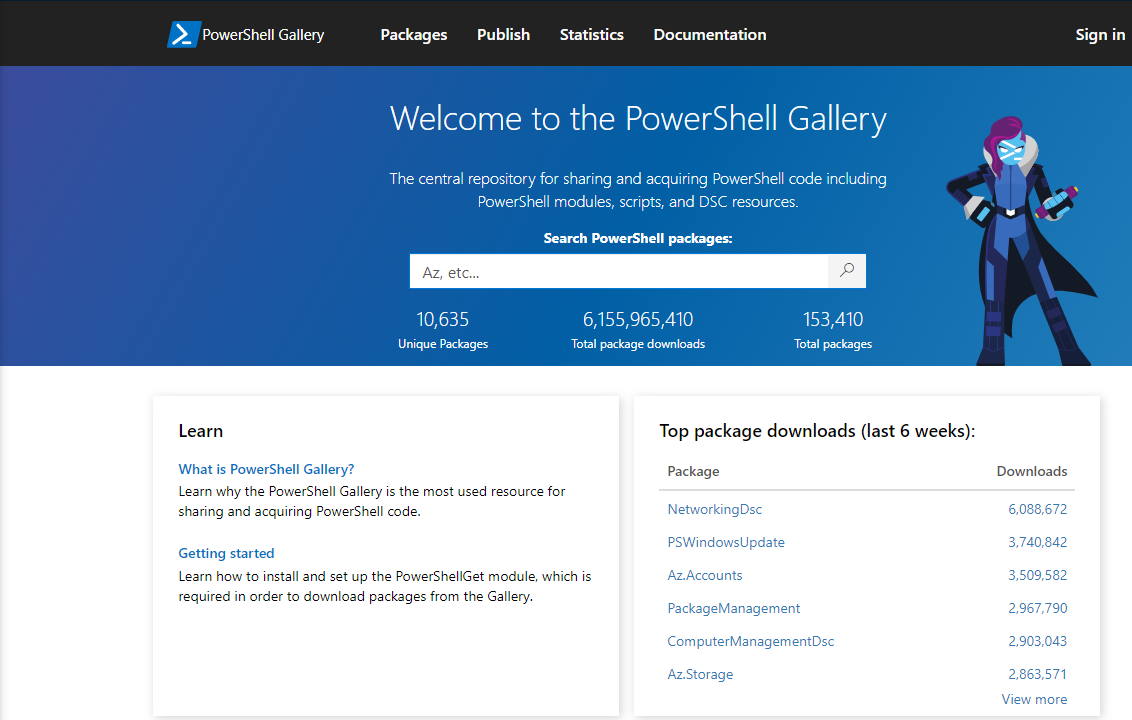 PowerShell Gallery
Packages
Publish
Statistics
Documentation
Sign in
Welcome to the PowerShell Gallery
The central repository for sharing and acquiring PowerShell code including
PowerShell modules, scripts, and DSC resources.
Search PowerShell packages:
Az, etc...
10,635
Unique Packages
6,155,965,410
Total package downloads
153,410
Total packages
Learn
What is PowerShell Gallery?
Learn why the PowerShell Gallery is the most used resource for
sharing and acquiring PowerShell code.
Getting started
Learn how to install and set up the PowerShellGet module, which is
required in order to download packages from the Gallery.
Top package downloads (last 6 weeks):
Package Downloads
NetworkingDsc 6,088,672
PSWindowsUpdate 3,740,842
Az.Accounts 3,509,582
PackageManagement 2,967,790
ComputerManagementDsc 2,903,043
Az.Storage 2,863,571
View more